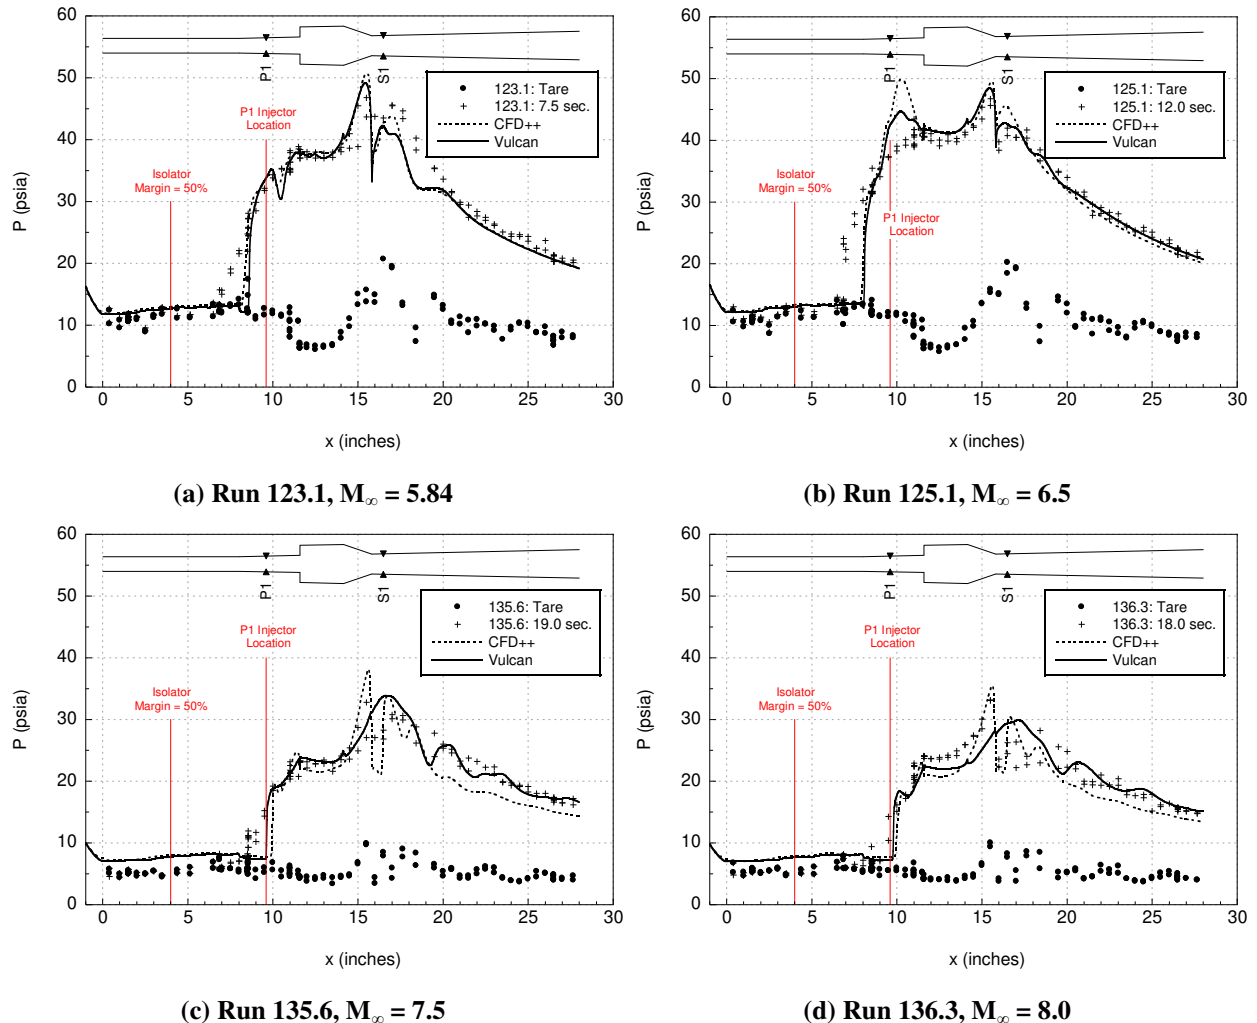 60
50
40
30
20
10
0
P (psia)
0 5 10 15 20 25 30
x (inches)
P1
S1
P1 Injector
Location
Isolator
Margin = 50%
123.1: Tare
123.1: 7.5 sec.
CFD++
Vulcan
(a) Run 123.1, M∞ = 5.84
60
50
40
30
20
10
0
P (psia)
0 5 10 15 20 25 30
x (inches)
P1
S1
125.1: Tare
125.1: 12.0 sec.
CFD++
Vulcan
Isolator
Margin = 50%
P1 Injector
Location
(b) Run 125.1, M∞ = 6.5
60
50
40
30
20
10
0
P (psia)
0 5 10 15 20 25 30
x (inches)
P1
S1
P1 Injector
Location
Isolator
Margin = 50%
135.6: Tare
135.6: 19.0 sec.
CFD++
Vulcan
(c) Run 135.6, M∞ = 7.5
60
50
40
30
20
10
0
P (psia)
0 5 10 15 20 25 30
x (inches)
P1
S1
P1 Injector
Location
Isolator
Margin = 50%
136.3: Tare
136.3: 18.0 sec.
CFD++
Vulcan
(d) Run 136.3, M∞ = 8.0